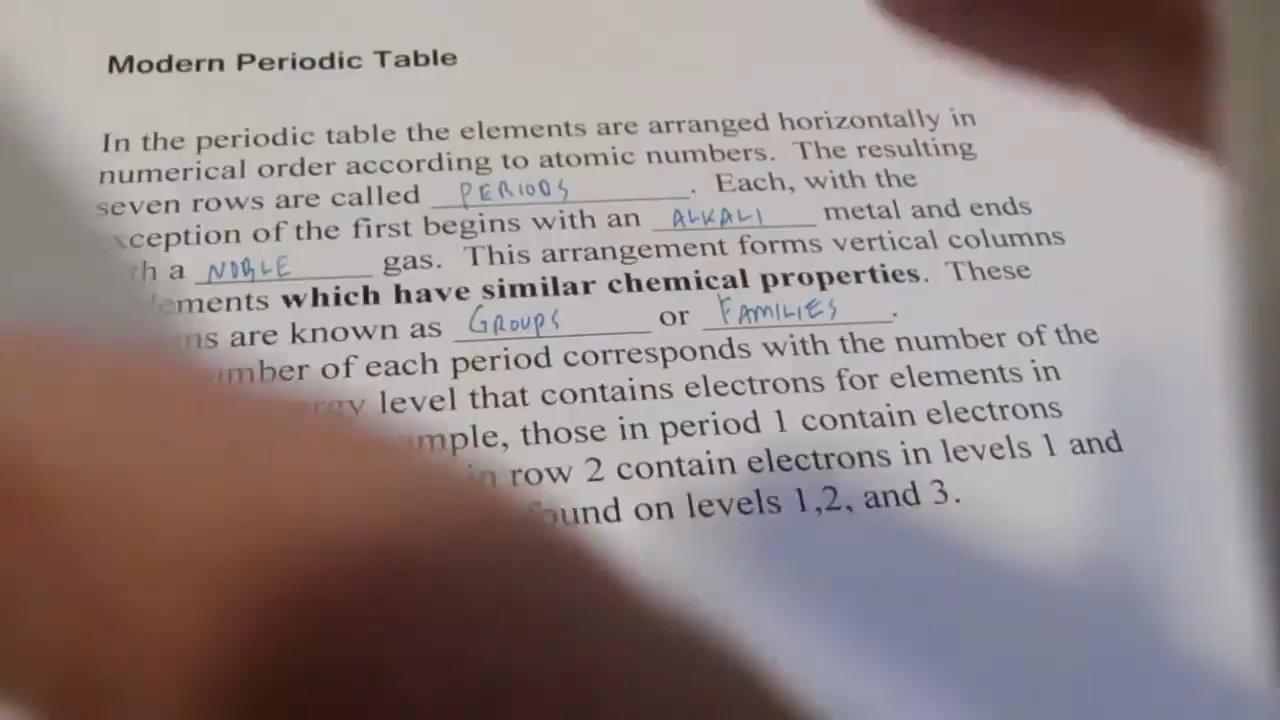 Modern Periodic Table
In the periodic table the elements are arranged horizontally in
numerical order according to atomic numbers. The resulting
seven rows are called PERIODS. Each, with the
ception of the first begins with an ALKALI metal and ends
h a NOBLE gas. This arrangement forms vertical columns
ements which have similar chemical properties. These
ns are known as GROUPS or FAMILIES.
mber of each period corresponds with the number of the
rgy level that contains electrons for elements in
ample, those in period 1 contain electrons
in row 2 contain electrons in levels 1 and
ound on levels 1,2, and 3.